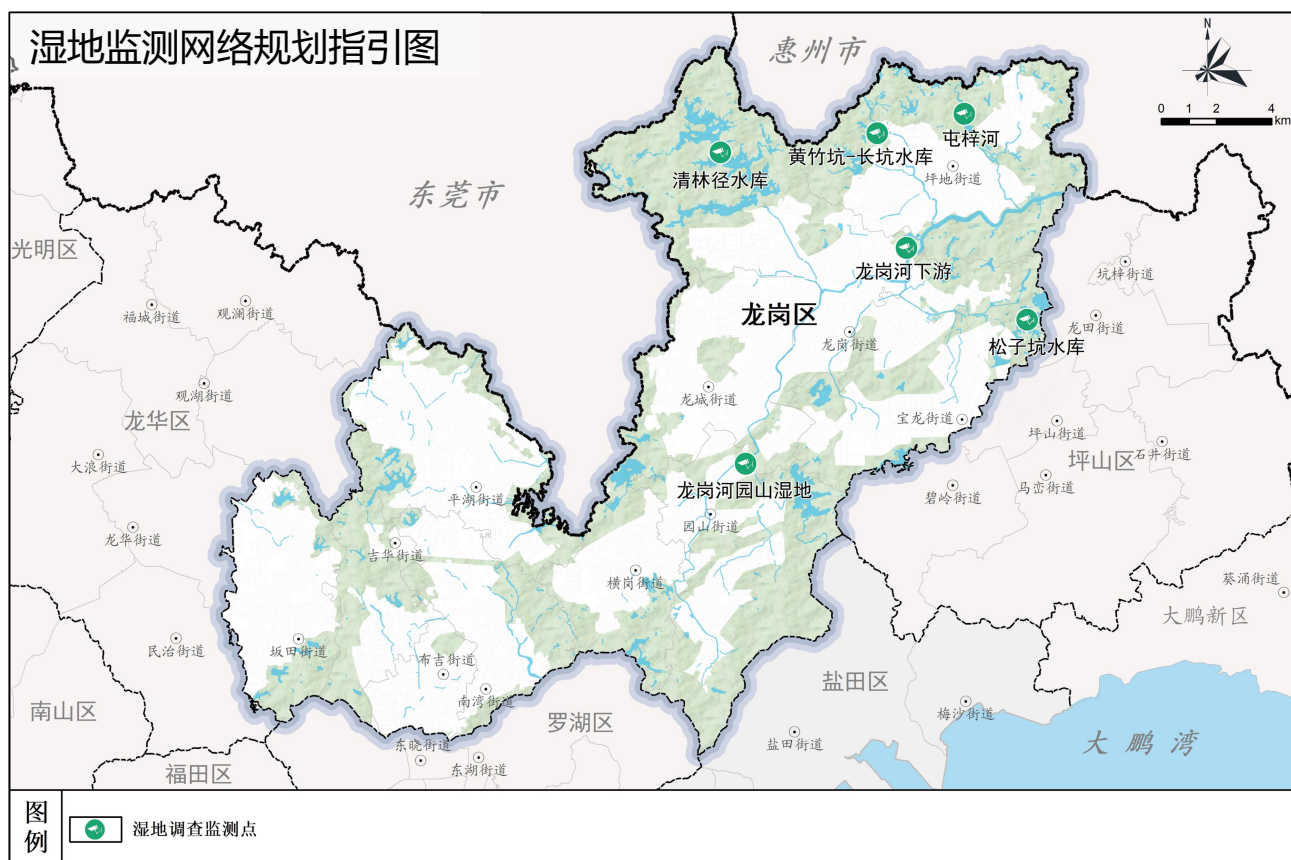 湿地监测网络规划指引图
惠州市
N
0 1 2 4
km
屯梓河
黄竹坑-长坑水库
坪地街道
清林径水库
东莞市
光明区
龙岗河下游
坑梓街道
福城街道
观澜街道
龙岗区
龙岗街道
龙田街道
松子坑水库
观湖街道
龙城街道
龙华区
宝龙街道
坪山街道
石井街道
大浪街道
坪山区
龙岗河园山湿地
马峦街道
碧岭街道
平湖街道
园山街道
龙华街道
吉华街道
横岗街道
葵涌街道
大鹏新区
民治街道
坂田街道
布吉街道
盐田区
南湾街道
梅沙街道
南山区
罗湖区
盐田街道
大鹏湾
东晓街道
东湖街道
福田区
图例
湿地调查监测点